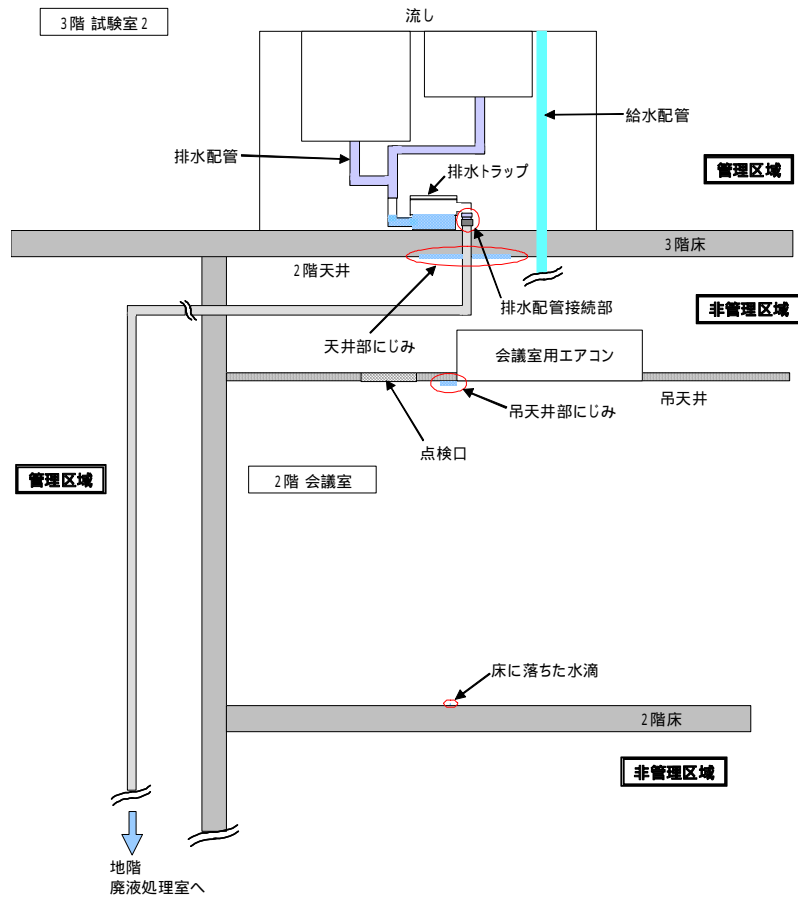 流し
3階 試験室2
給水配管
排水配管
排水トラップ
管理区域
3階床
2階天井
排水配管接続部
非管理区域
天井部にじみ
会議室用エアコン
吊天井
吊天井部にじみ
点検口
管理区域
2階 会議室
床に落ちた水滴
2階床
非管理区域
地階
廃液処理室へ